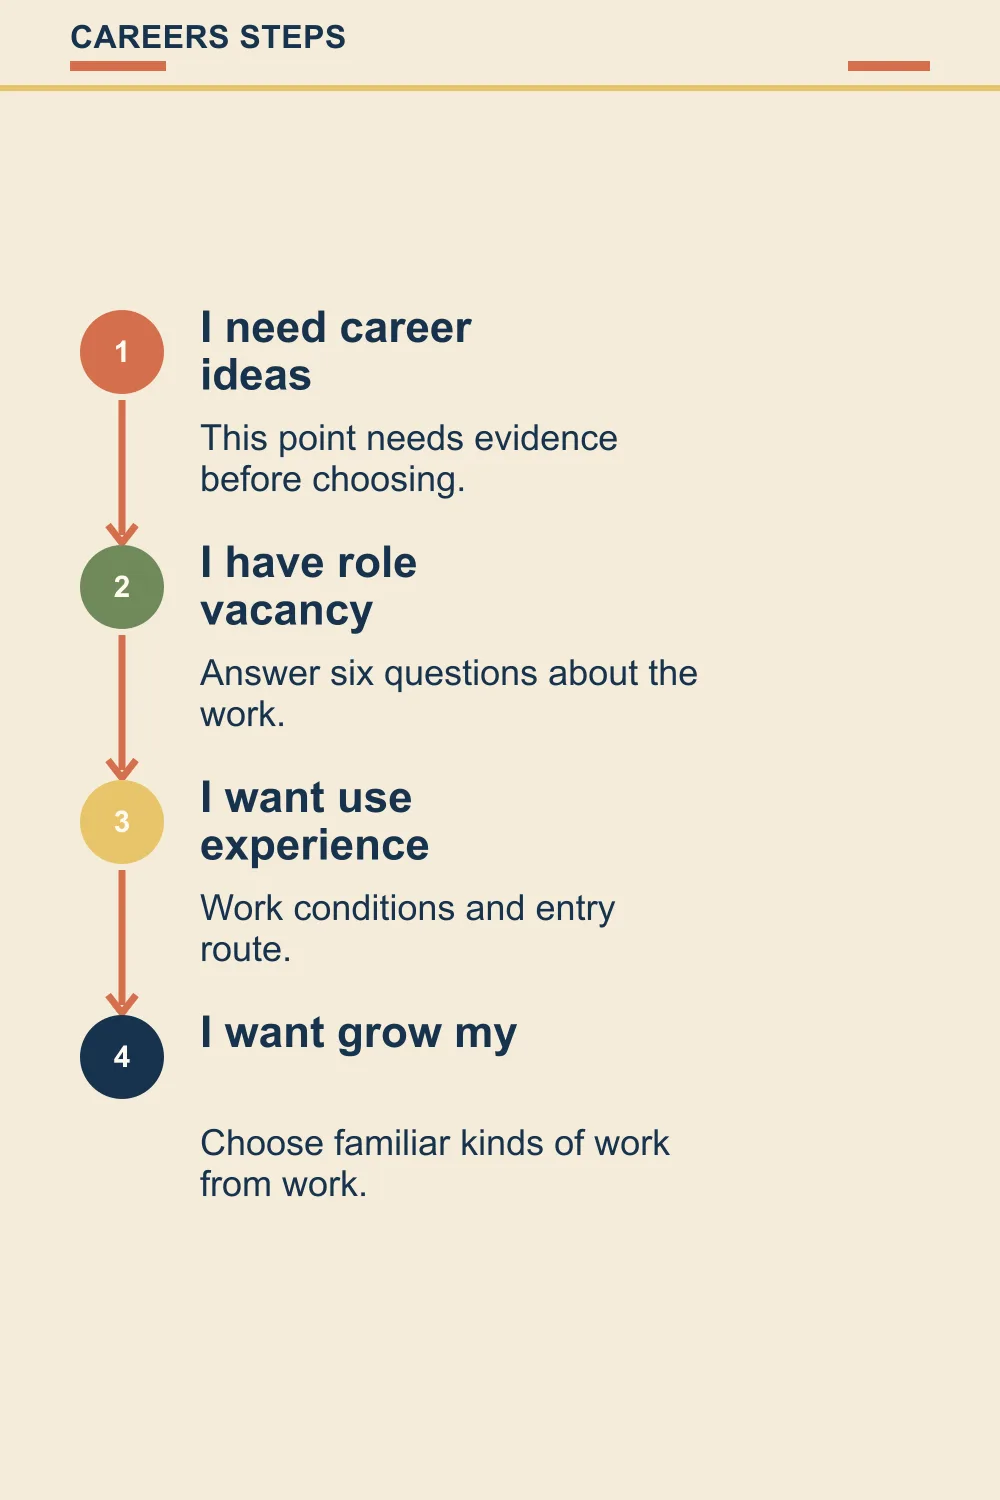 CAREERS STEPS
1
I need career
ideas
This point needs evidence
before choosing.
2
I have role
vacancy
Answer six questions about the
work.
3
I want use
experience
Work conditions and entry
route.
4
I want grow my
Choose familiar kinds of work
from work.